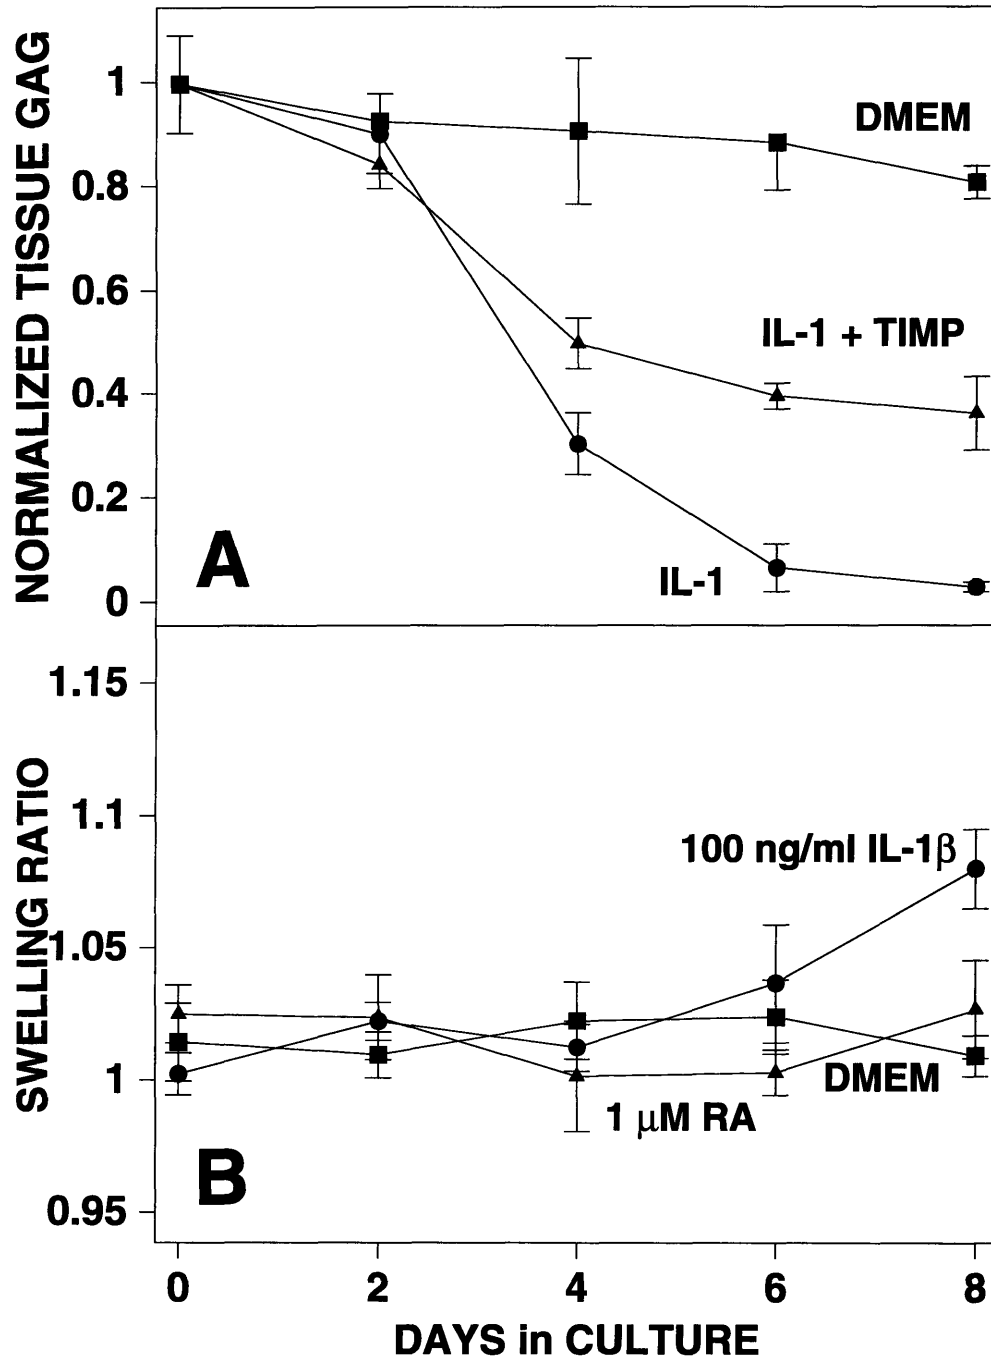 NORMALIZED TISSUE GAG
1
0.8
0.6
0.4
0.2
0
DMEM
IL-1 + TIMP
IL-1
A
SWELLING RATIO
1.15
1.1
1.05
1
0.95
100 ng/ml IL-1β
DMEM
1 μM RA
B
0 2 4 6 8
DAYS in CULTURE